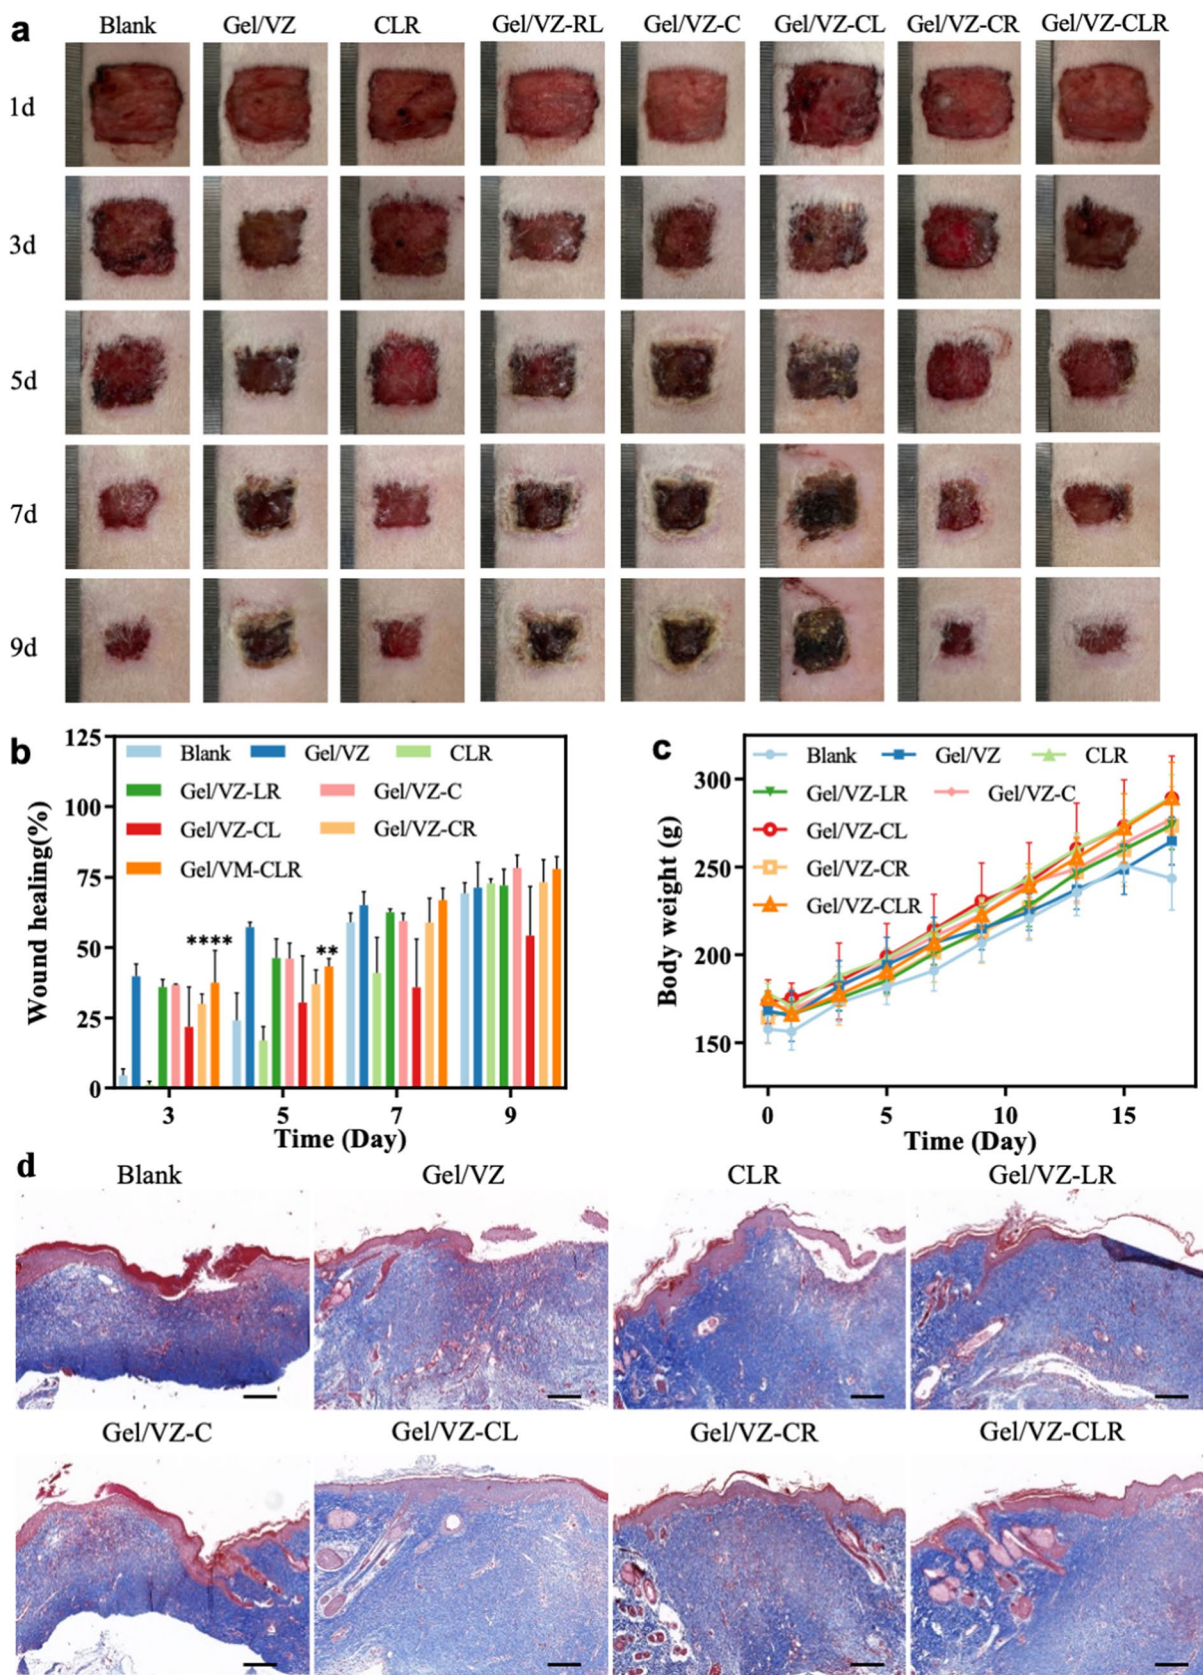 a
Blank Gel/VZ CLR Gel/VZ-RL Gel/VZ-C Gel/VZ-CL Gel/VZ-CR Gel/VZ-CLR
1d
3d
5d
7d
9d
b
Wound healing(%)
125
100
75
50
25
0
Blank Gel/VZ CLR
Gel/VZ-LR Gel/VZ-C
Gel/VZ-CL Gel/VZ-CR
Gel/VM-CLR
**** **
3 5 7 9
Time (Day)
c
Body weight (g)
300
250
200
150
Blank Gel/VZ CLR
Gel/VZ-LR Gel/VZ-C
Gel/VZ-CL
Gel/VZ-CR
Gel/VZ-CLR
0 5 10 15
Time (Day)
d
Blank Gel/VZ CLR Gel/VZ-LR
Gel/VZ-C Gel/VZ-CL Gel/VZ-CR Gel/VZ-CLR